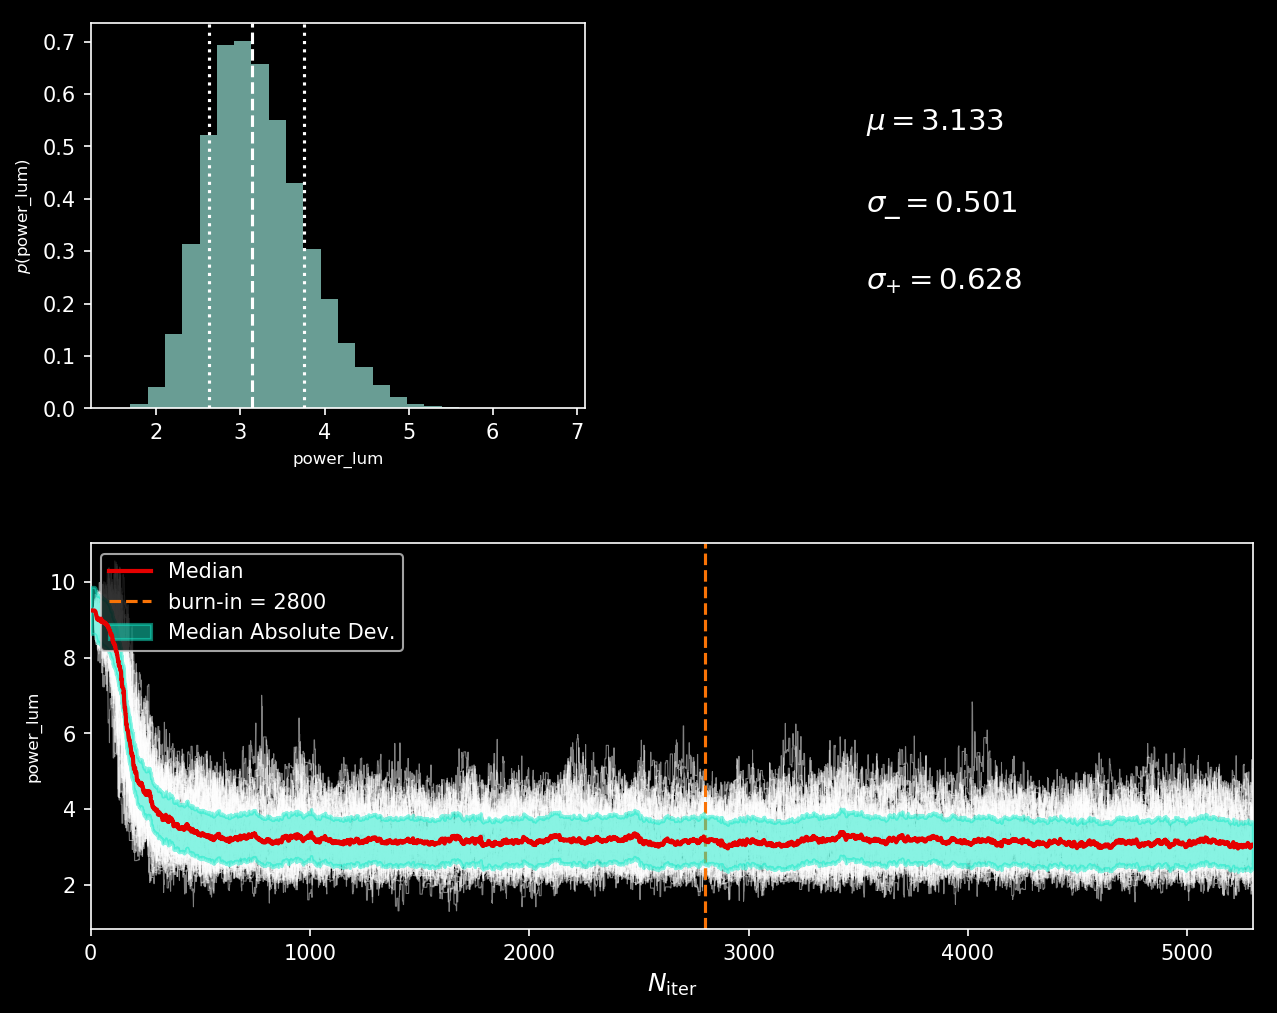 0.7
0.6
0.5
0.4
0.3
0.2
0.1
0.0
p(power_lum)
2 3 4 5 6 7
power_lum
μ = 3.133
σ_ = 0.501
σ+ = 0.628
10
8
6
4
2
power_lum
Median
burn-in = 2800
Median Absolute Dev.
0 1000 2000 3000 4000 5000
Niter